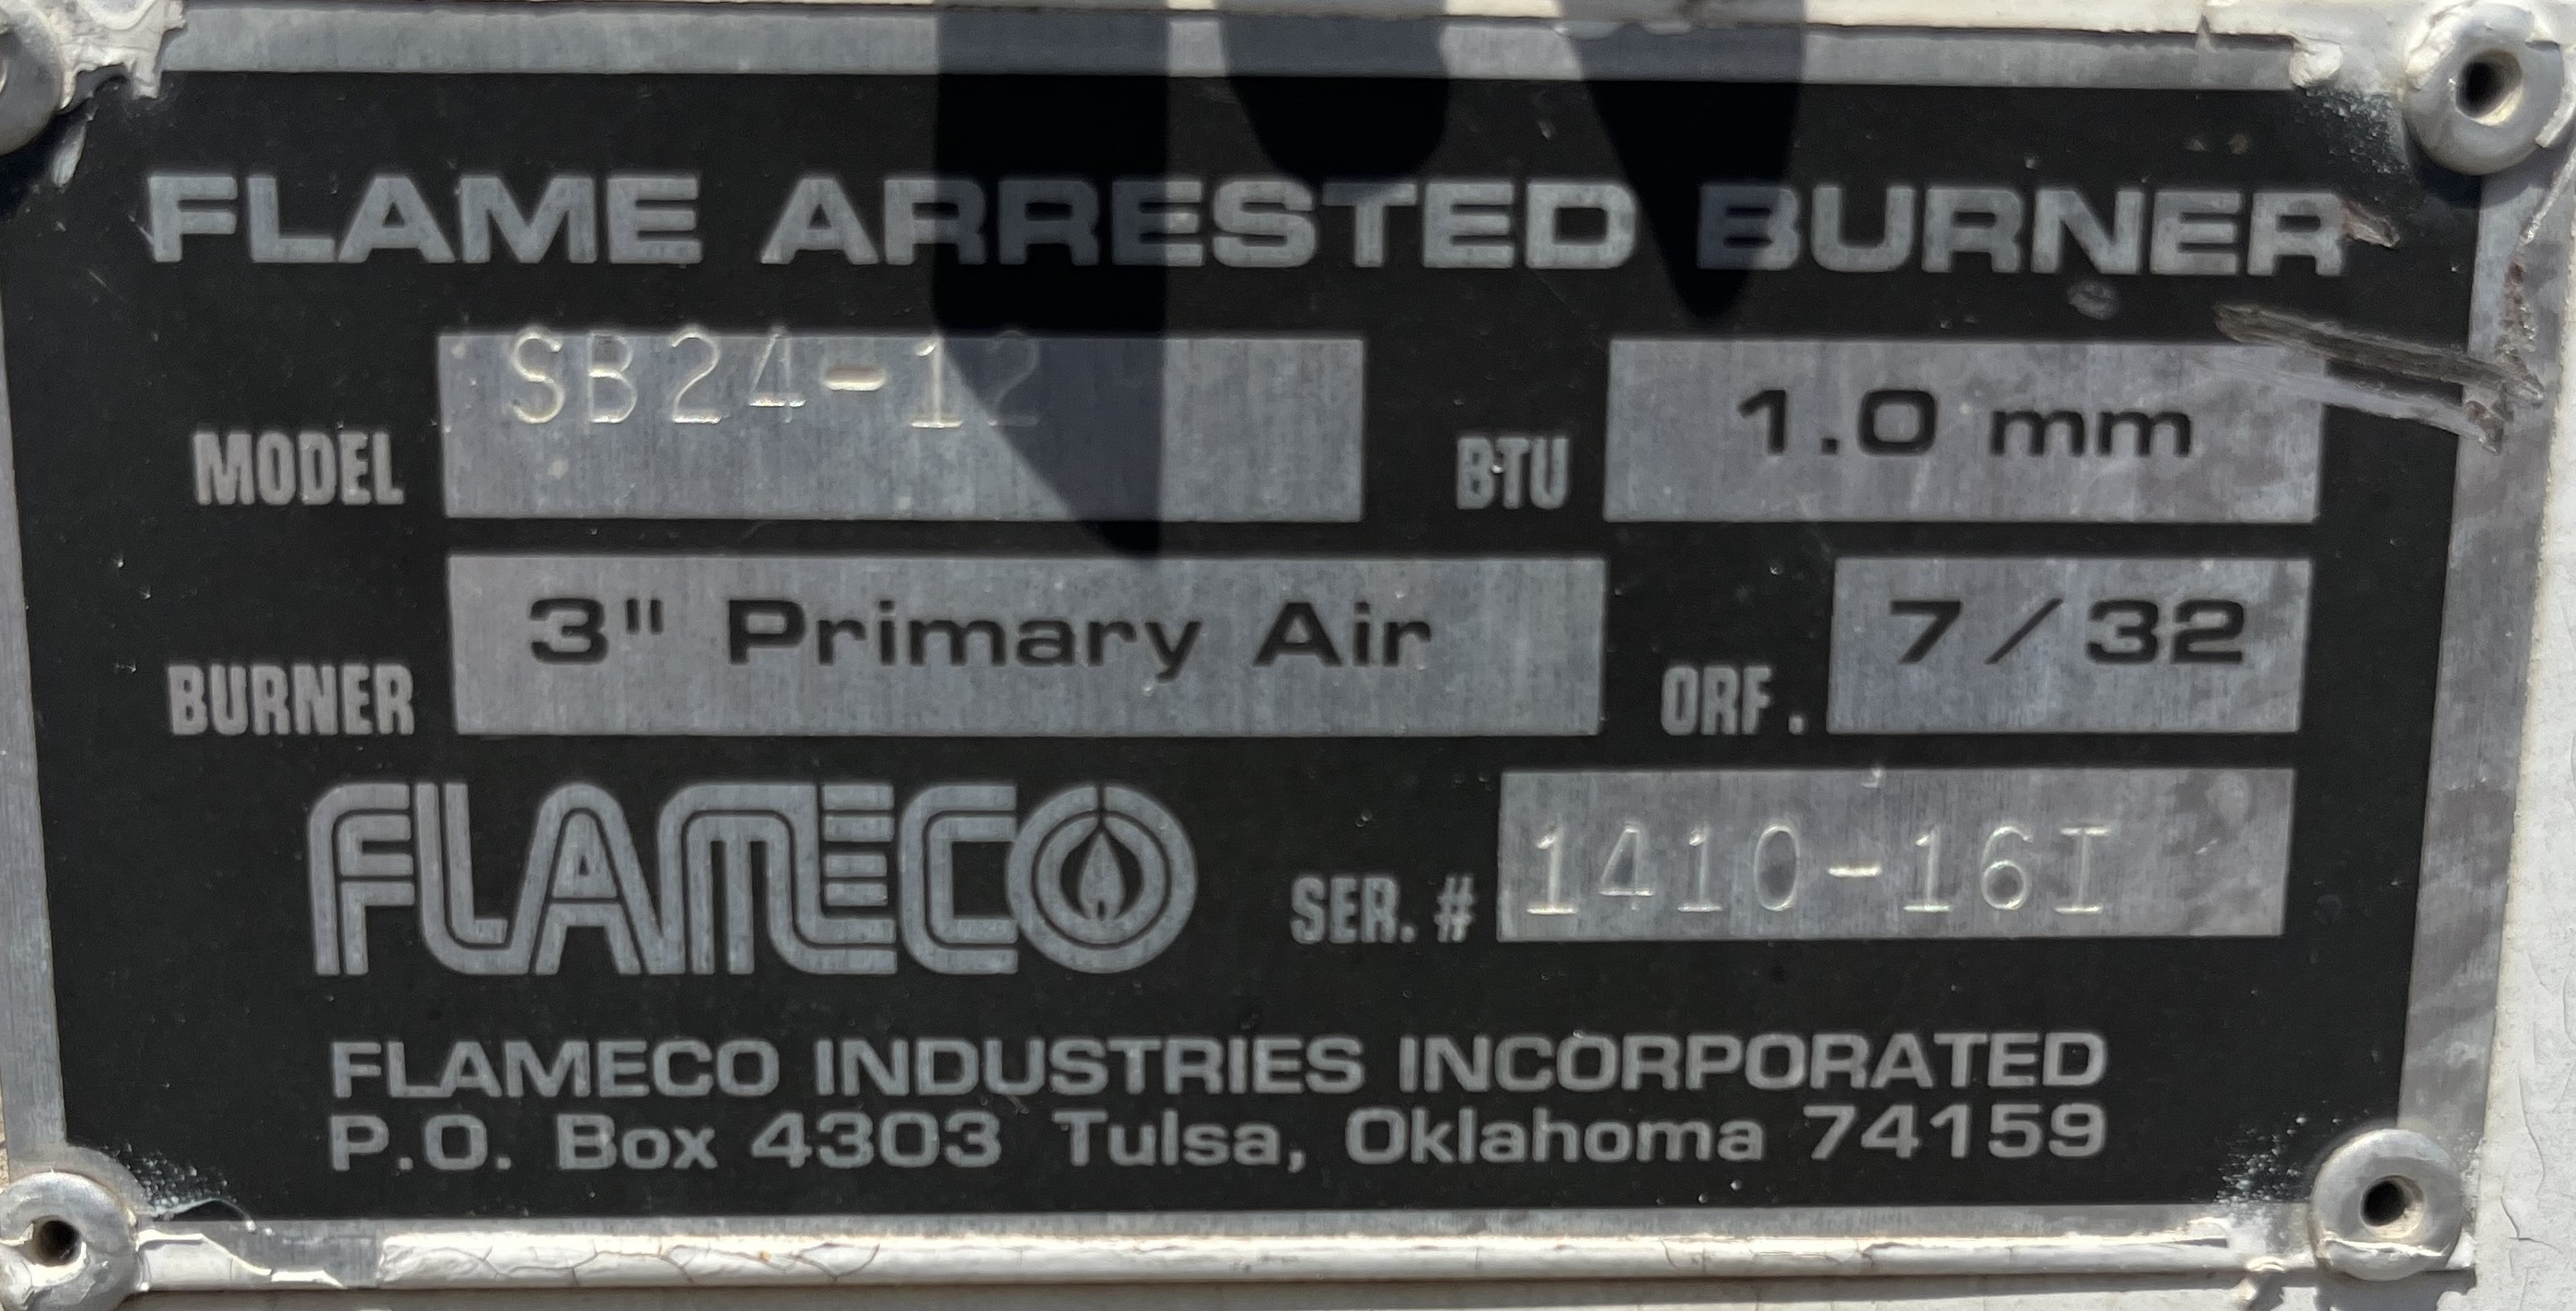 FLAME ARRESTED BURNER
MODEL SB24-12 BTU 1.0 mm
BURNER 3" Primary Air ORF. 7/32
FLAMECO SER. # 1410-16I
FLAMECO INDUSTRIES INCORPORATED
P.O. Box 4303 Tulsa, Oklahoma 74159